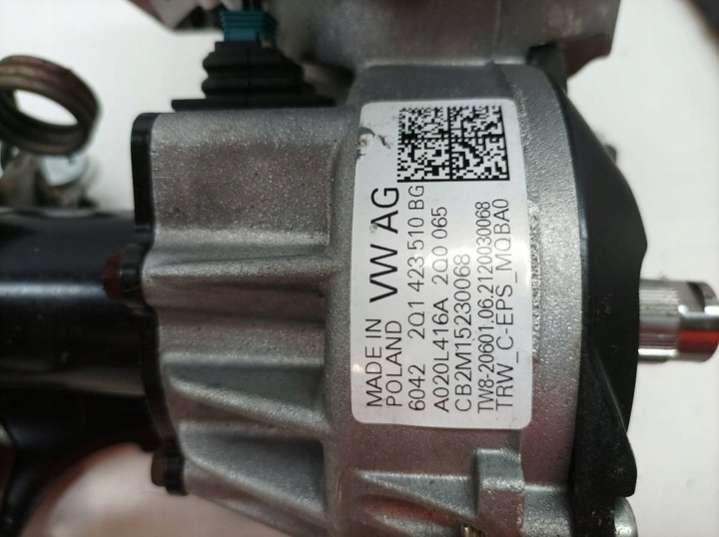 MADE IN
POLAND VW AG
6042 2Q1 423 510 BG
A020L416A 2Q0 065
CB2M15230068
TW8-20601.06.2120030068
TRW_C-EPS_MQBA0